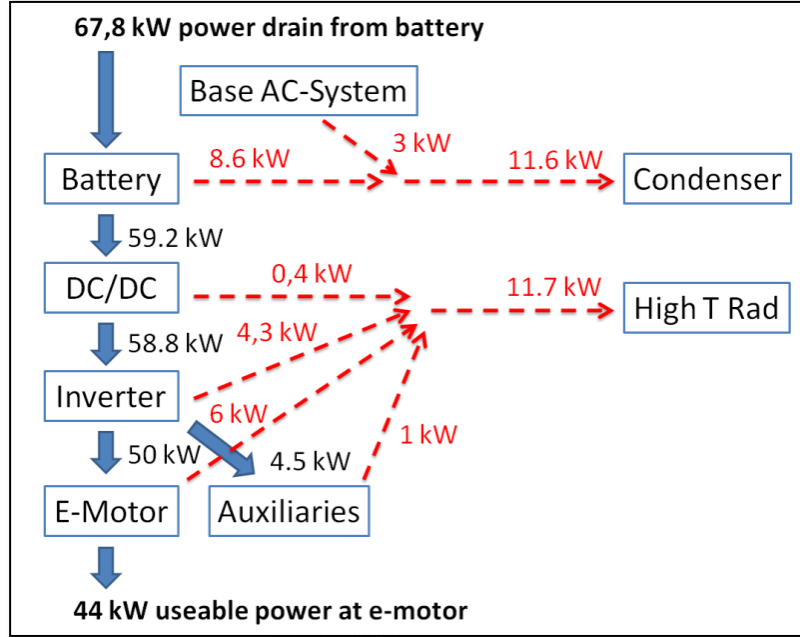 67,8 kW power drain from battery
Base AC-System
8.6 kW
3 kW
11.6 kW
Battery
Condenser
59.2 kW
DC/DC
0,4 kW
11.7 kW
High T Rad
58.8 kW
4,3 kW
Inverter
6 kW
1 kW
50 kW
4.5 kW
E-Motor
Auxiliaries
44 kW useable power at e-motor